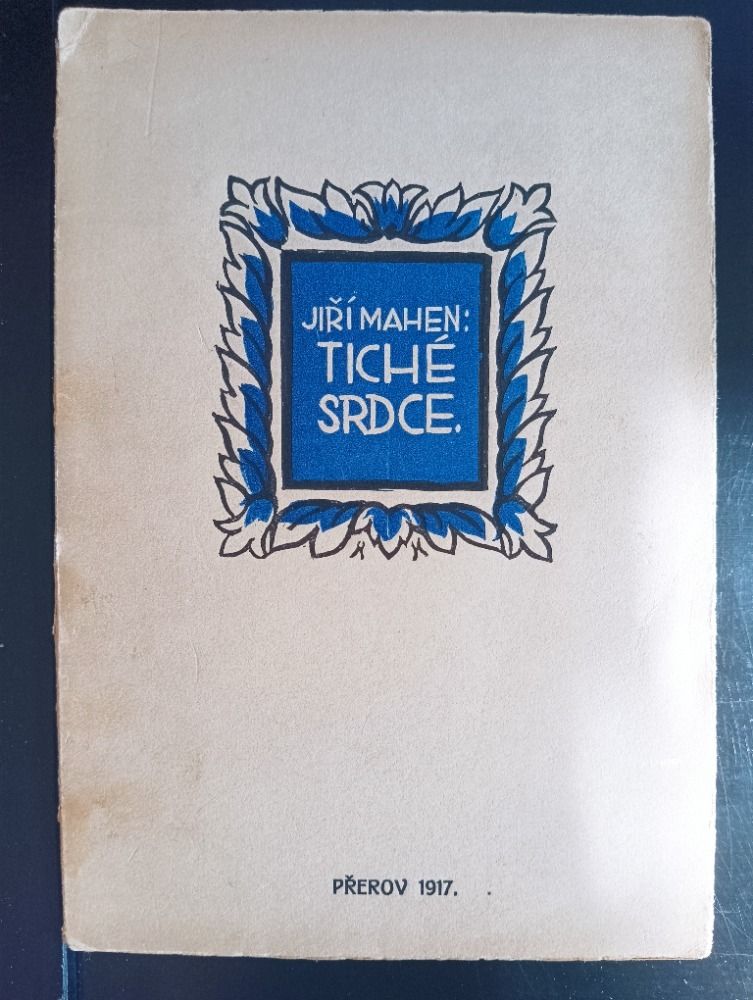 JIŘÍ MAHEN:
TICHÉ
SRDCE.
PŘEROV 1917.